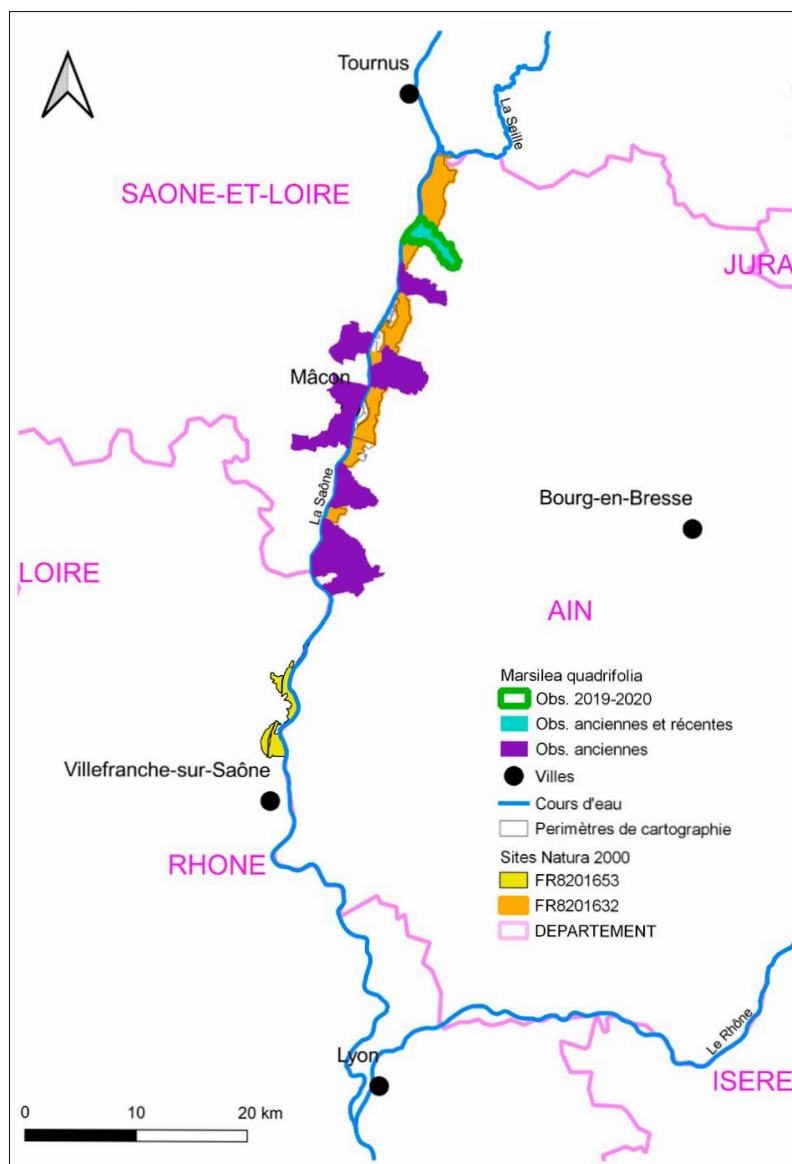 Tournus
La Seille
SAONE-ET-LOIRE
JURA
Mâcon
La Saône
Bourg-en-Bresse
LOIRE
AIN
Marsilea quadrifolia
Obs. 2019-2020
Obs. anciennes et récentes
Obs. anciennes
Villes
Cours d'eau
Perimètres de cartographie
Sites Natura 2000
FR8201653
FR8201632
DEPARTEMENT
Villefranche-sur-Saône
RHONE
Le Rhône
Lyon
ISERE
0 10 20 km